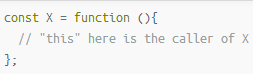 const X = function (){
  // "this" here is the caller of X
};